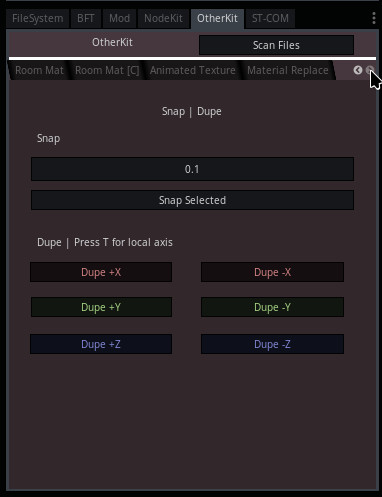 FileSystem BFT Mod NodeKit OtherKit ST-COM
OtherKit Scan Files
Room Mat Room Mat [C] Animated Texture Material Replace
Snap | Dupe
Snap
0.1
Snap Selected
Dupe | Press T for local axis
Dupe +X Dupe -X
Dupe +Y Dupe -Y
Dupe +Z Dupe -Z